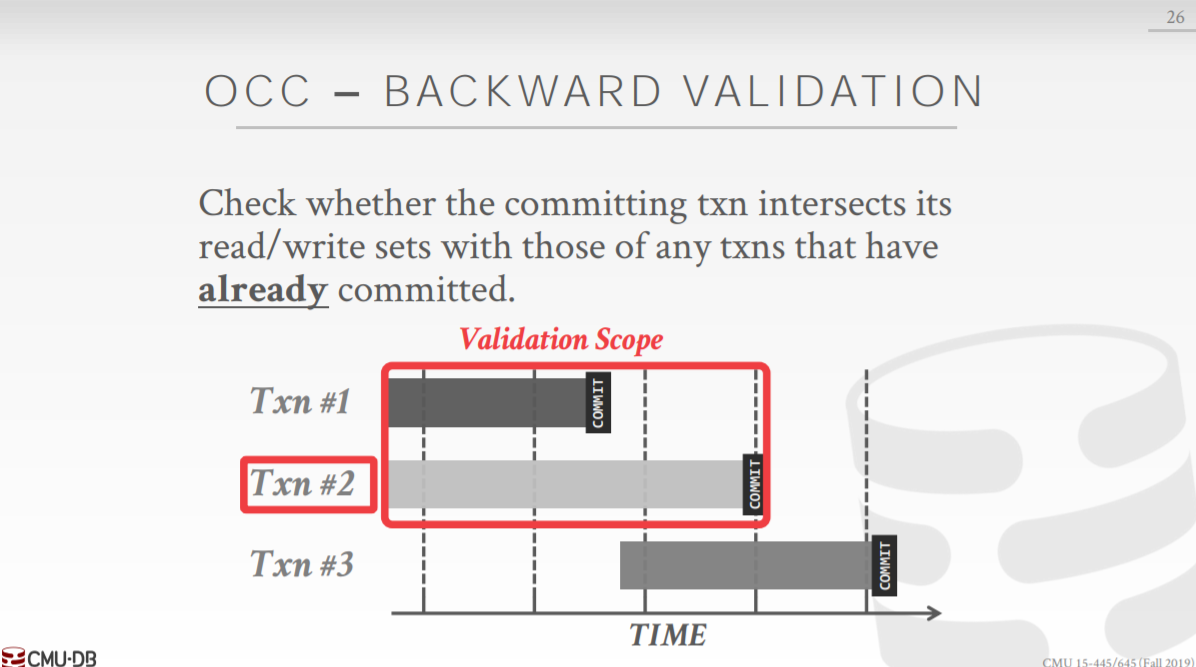 26
OCC – BACKWARD VALIDATION
Check whether the committing txn intersects its
read/write sets with those of any txns that have
already committed.
Validation Scope
Txn #1
COMMIT
Txn #2
COMMIT
Txn #3
COMMIT
TIME
CMU·DB
CMU 15-445/645 (Fall 2019)